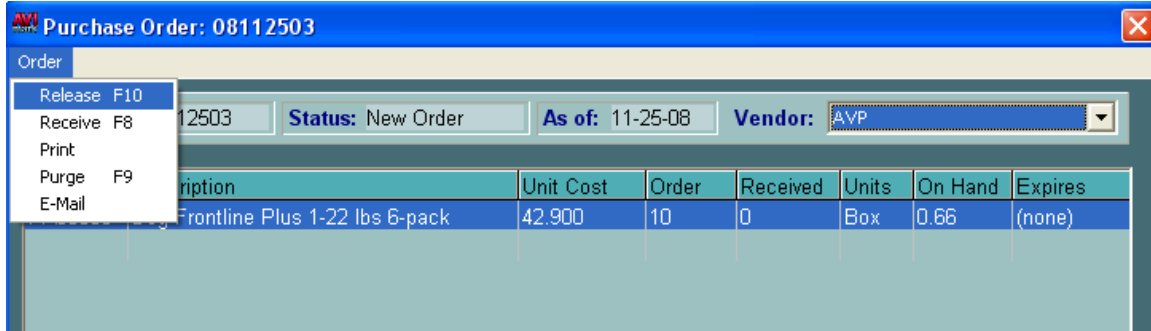 AVI Purchase Order: 08112503
Order
Release F10
Receive F8
Print
Purge F9
E-Mail
12503 Status: New Order As of: 11-25-08 Vendor: AVP
ription Unit Cost Order Received Units On Hand Expires
Frontline Plus 1-22 lbs 6-pack 42.900 10 0 Box 0.66 (none)